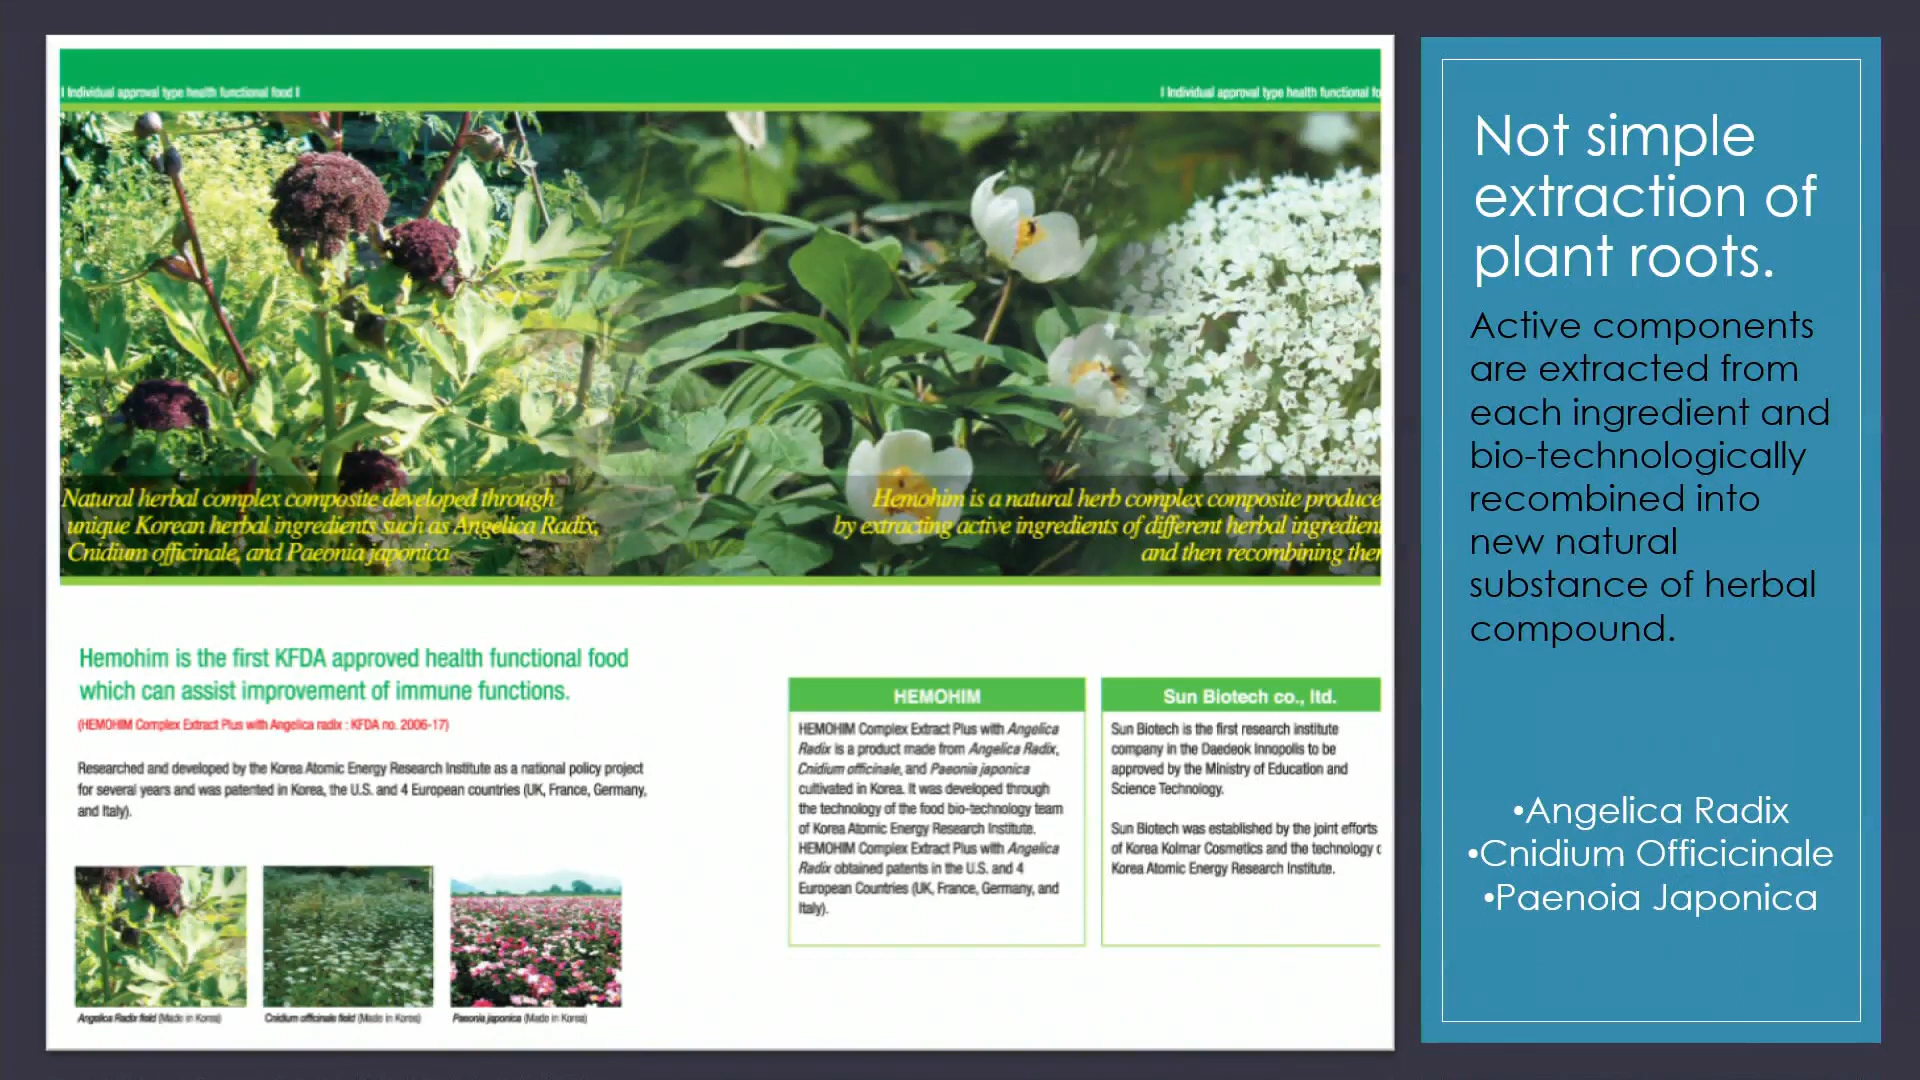 I Individual approval type health functional food I
I Individual approval type health functional fo
Natural herbal complex composite developed through
unique Korean herbal ingredients such as Angelica Radix,
Cnidium officinale, and Paeonia japonica
Hemohim is a natural herb complex composite produce
by extracting active ingredients of different herbal ingredient
and then recombining ther
Hemohim is the first KFDA approved health functional food
which can assist improvement of immune functions.
(HEMOHIM Complex Extract Plus with Angelica radix : KFDA no. 2006-17)
Researched and developed by the Korea Atomic Energy Research Institute as a national policy project
for several years and was patented in Korea, the U.S. and 4 European countries (UK, France, Germany,
and Italy).
Angelica Radix field (Made in Korea)
Cnidium officinale field (Made in Korea)
Paeonia japonica (Made in Korea)
HEMOHIM
HEMOHIM Complex Extract Plus with Angelica
Radix is a product made from Angelica Radix,
Cnidium officinale, and Paeonia japonica
cultivated in Korea. It was developed through
the technology of the food bio-technology team
of Korea Atomic Energy Research Institute.
HEMOHIM Complex Extract Plus with Angelica
Radix obtained patents in the U.S. and 4
European Countries (UK, France, Germany, and
Italy).
Sun Biotech co., ltd.
Sun Biotech is the first research institute
company in the Daedeok Innopolis to be
approved by the Ministry of Education and
Science Technology.
Sun Biotech was established by the joint efforts
of Korea Kolmar Cosmetics and the technology o
Korea Atomic Energy Research Institute.
Not simple
extraction of
plant roots.
Active components
are extracted from
each ingredient and
bio-technologically
recombined into
new natural
substance of herbal
compound.
•Angelica Radix
•Cnidium Officicinale
•Paenoia Japonica